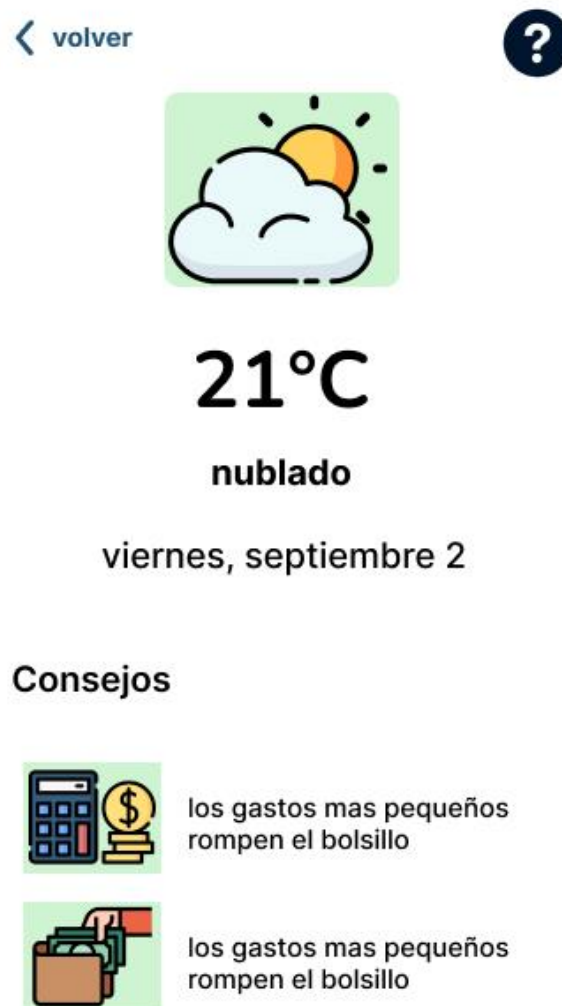 volver
?
21°C
nublado
viernes, septiembre 2
Consejos
$
los gastos mas pequeños
rompen el bolsillo
los gastos mas pequeños
rompen el bolsillo